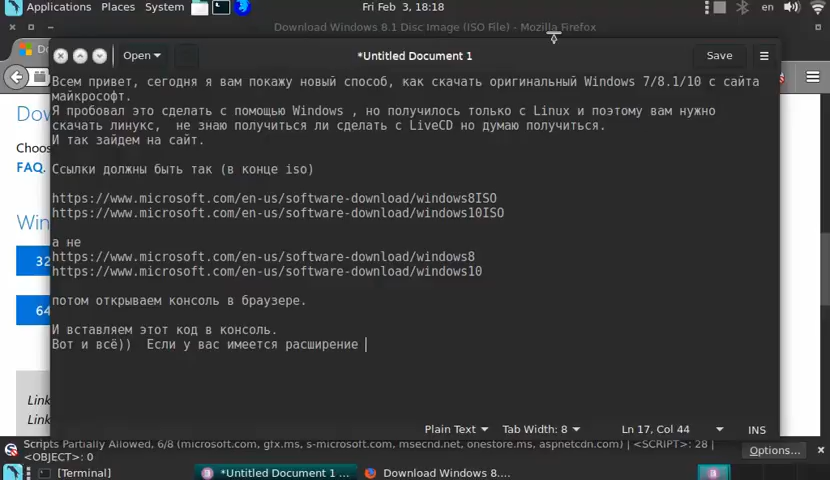 Applications Places System Fri Feb 3, 18:18 en
Download Windows 8.1 Disc Image (ISO File) - Mozilla Firefox
Open *Untitled Document 1 Save
Всем привет, сегодня я вам покажу новый способ, как скачать оригинальный Windows 7/8.1/10 с сайта
майкрософт.
Я пробовал это сделать с помощью Windows , но получилось только с Linux и поэтому вам нужно
скачать линукс, не знаю получиться ли сделать с LiveCD но думаю получиться.
И так зайдем на сайт.
Ссылки должны быть так (в конце iso)
https://www.microsoft.com/en-us/software-download/windows8ISO
https://www.microsoft.com/en-us/software-download/windows10ISO
а не
https://www.microsoft.com/en-us/software-download/windows8
https://www.microsoft.com/en-us/software-download/windows10
потом открываем консоль в браузере.
И вставляем этот код в консоль.
Вот и всё)) Если у вас имеется расширение
Dow
Choos
FAQ.
Win
32
64
Link
Link
Plain Text Tab Width: 8 Ln 17, Col 44 INS
Scripts Partially Allowed, 6/8 (microsoft.com, gfx.ms, s-microsoft.com, msecnd.net, onestore.ms, aspnetcdn.com) | <SCRIPT>: 28 |
<OBJECT>: 0 Options...
[Terminal] *Untitled Document 1 ... Download Windows 8....